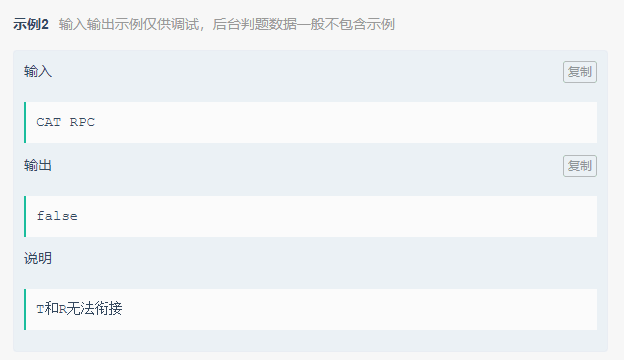 示例2 输入输出示例仅供调试，后台判题数据一般不包含示例
输入
复制
CAT RPC
输出
复制
false
说明
T和R无法衔接